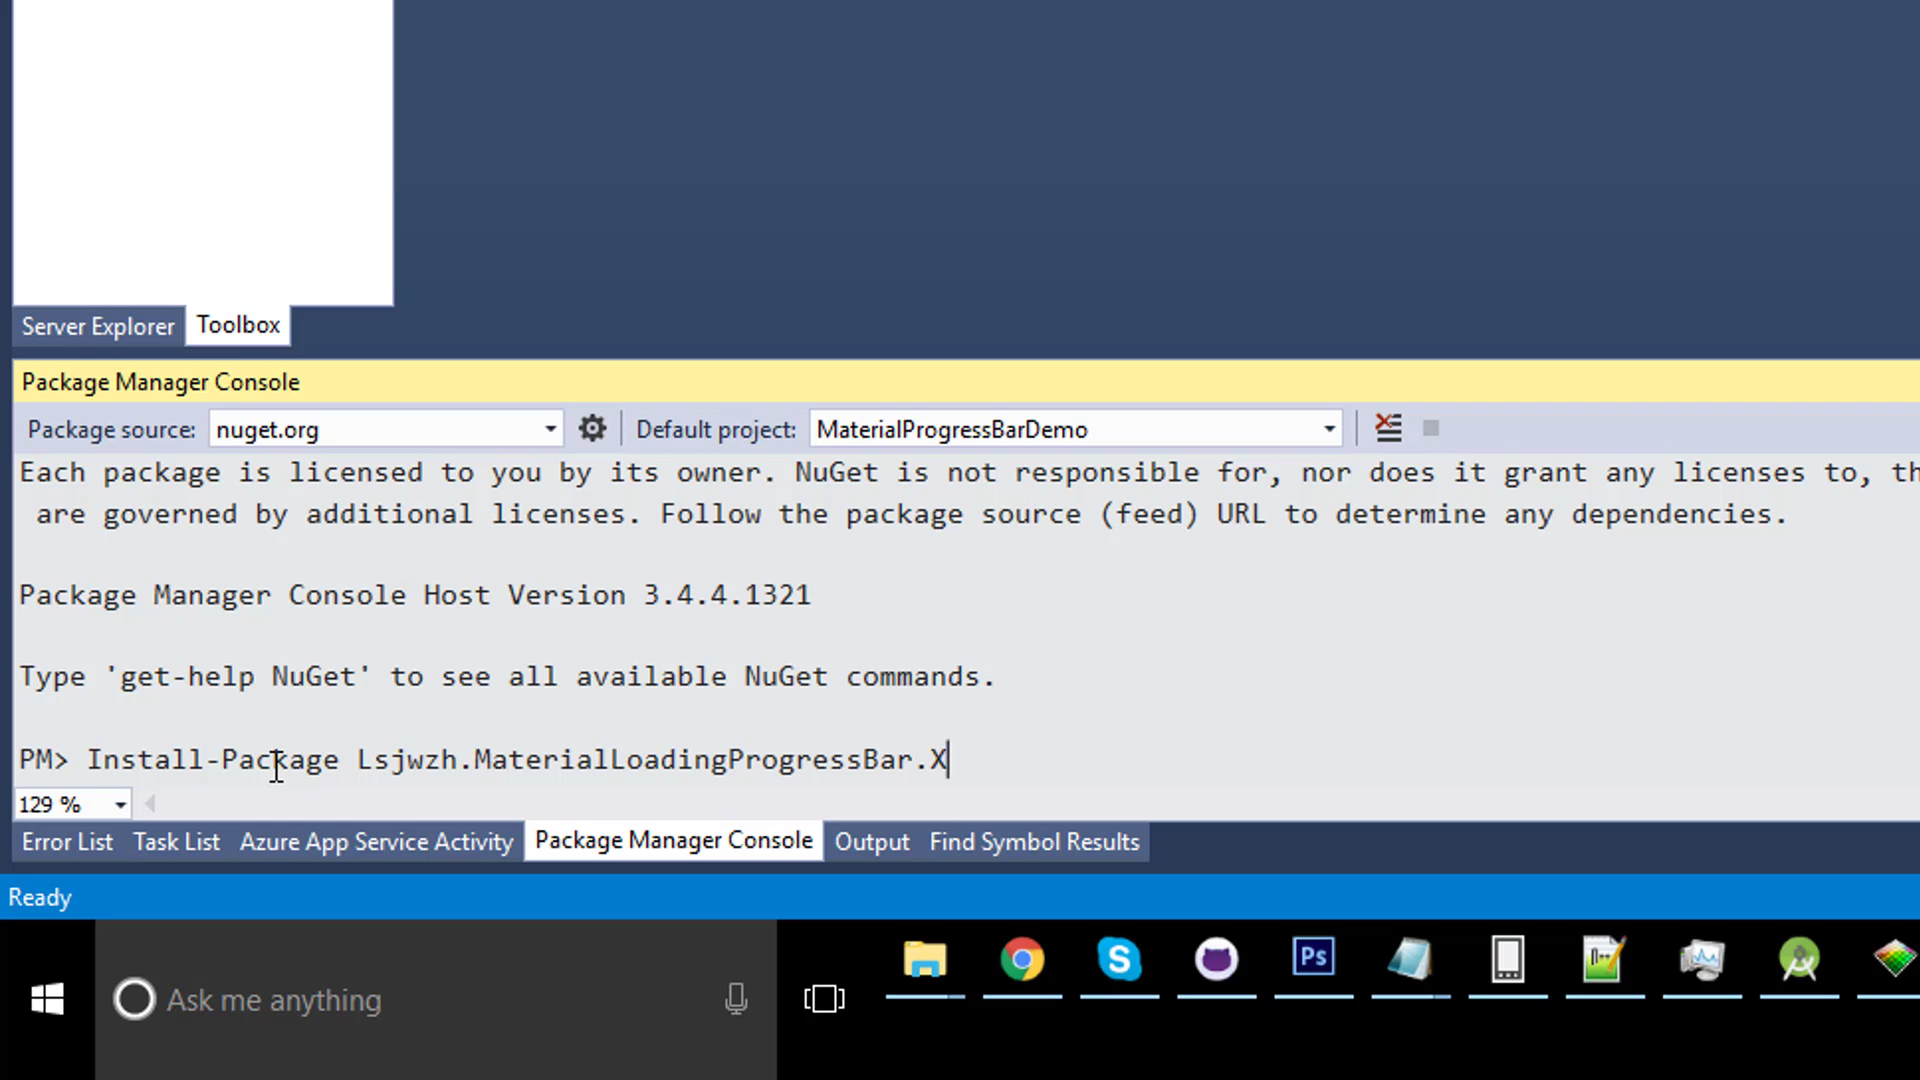 Server Explorer Toolbox
Package Manager Console
Package source: nuget.org Default project: MaterialProgressBarDemo
Each package is licensed to you by its owner. NuGet is not responsible for, nor does it grant any licenses to,
are governed by additional licenses. Follow the package source (feed) URL to determine any dependencies.
Package Manager Console Host Version 3.4.4.1321
Type 'get-help NuGet' to see all available NuGet commands.
PM> Install-Package Lsjwzh.MaterialLoadingProgressBar.X
129 %
Error List Task List Azure App Service Activity Package Manager Console Output Find Symbol Results
Ready
Ask me anything
Ps